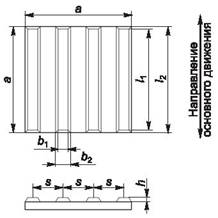 a
a
l₁
l₂
b₁
b₂
s
s
s
h
Направление
основного движения